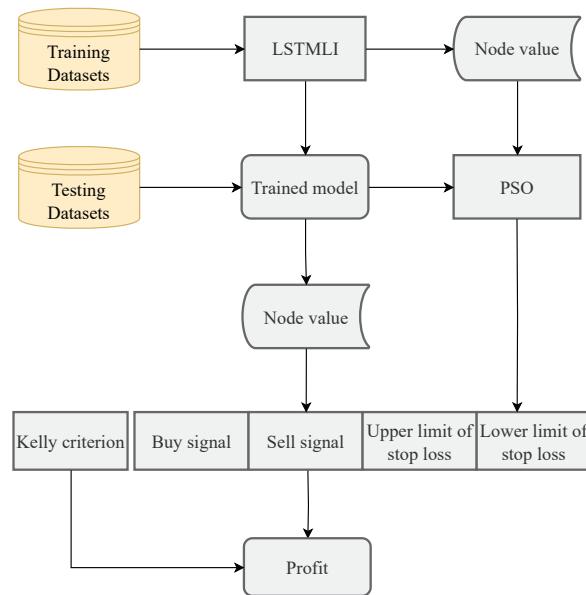 Training
Datasets
LSTMLI
Node value
Testing
Datasets
Trained model
PSO
Node value
Kelly criterion
Buy signal
Sell signal
Upper limit of
stop loss
Lower limit of
stop loss
Profit